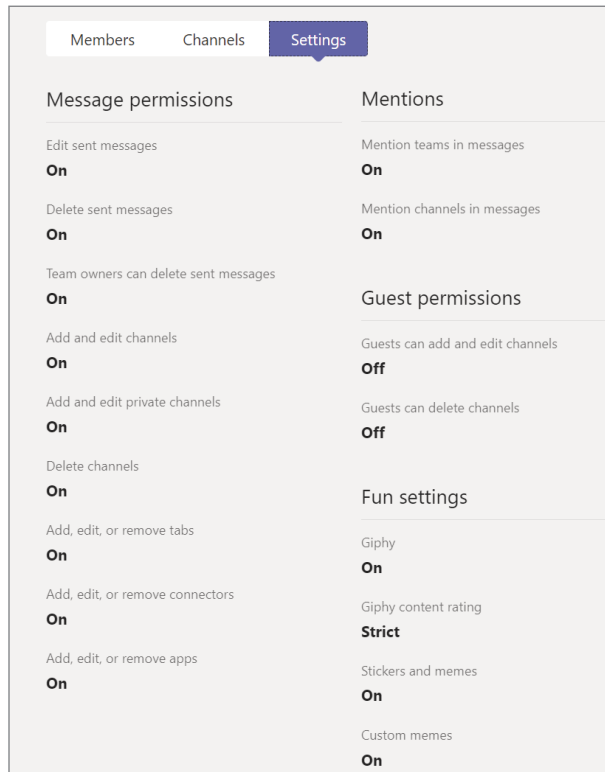 Members
Channels
Settings
Message permissions
Edit sent messages
On
Delete sent messages
On
Team owners can delete sent messages
On
Add and edit channels
On
Add and edit private channels
On
Delete channels
On
Add, edit, or remove tabs
On
Add, edit, or remove connectors
On
Add, edit, or remove apps
On
Mentions
Mention teams in messages
On
Mention channels in messages
On
Guest permissions
Guests can add and edit channels
Off
Guests can delete channels
Off
Fun settings
Giphy
On
Giphy content rating
Strict
Stickers and memes
On
Custom memes
On